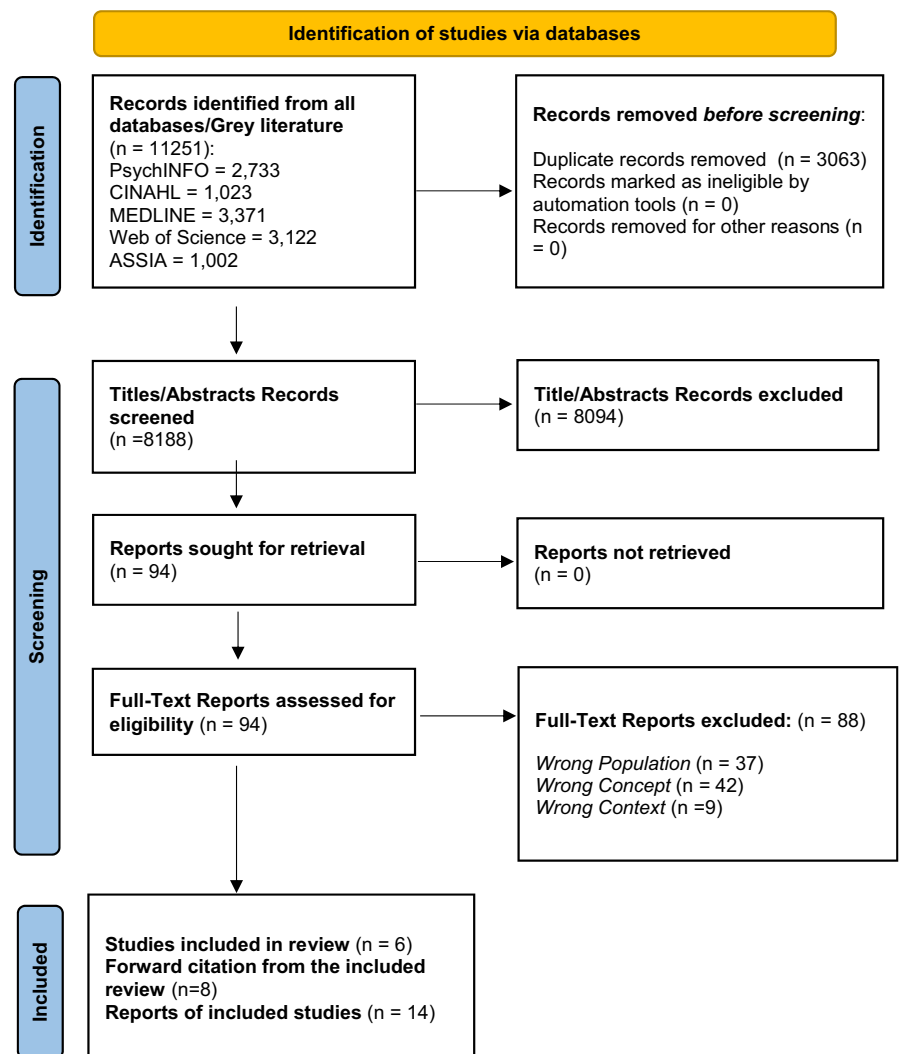 Identification of studies via databases
Identification
Records identified from all
databases/Grey literature
(n = 11251):
PsychINFO = 2,733
CINAHL = 1,023
MEDLINE = 3,371
Web of Science = 3,122
ASSIA = 1,002
Records removed before screening:
Duplicate records removed (n = 3063)
Records marked as ineligible by
automation tools (n = 0)
Records removed for other reasons (n
= 0)
Screening
Titles/Abstracts Records
screened
(n =8188)
Title/Abstracts Records excluded
(n = 8094)
Reports sought for retrieval
(n = 94)
Reports not retrieved
(n = 0)
Full-Text Reports assessed for
eligibility (n = 94)
Full-Text Reports excluded: (n = 88)
Wrong Population (n = 37)
Wrong Concept (n = 42)
Wrong Context (n =9)
Included
Studies included in review (n = 6)
Forward citation from the included
review (n=8)
Reports of included studies (n = 14)